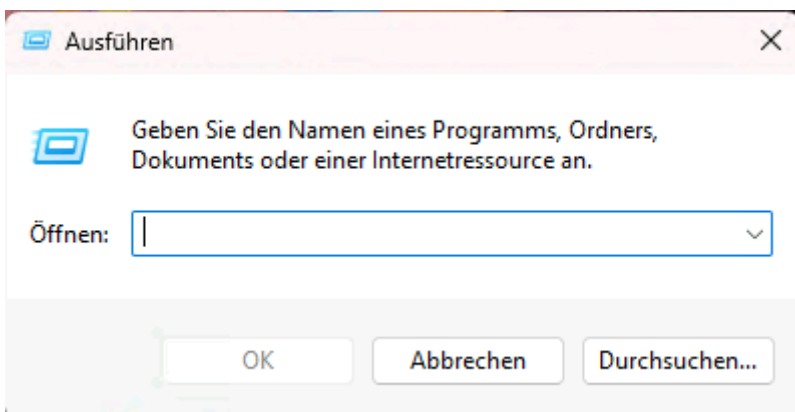 Ausführen
Geben Sie den Namen eines Programms, Ordners,
Dokuments oder einer Internetressource an.
Öffnen:
OK Abbrechen Durchsuchen...